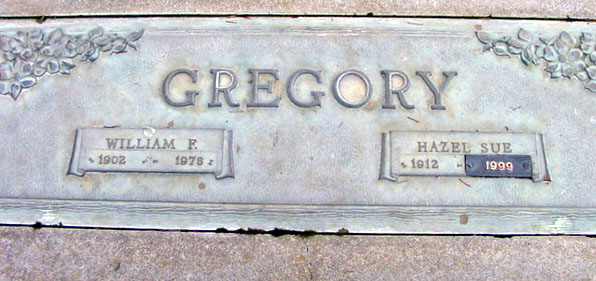 GREGORY
WILLIAM F.
1902 - 1978
HAZEL SUE
1912 - 1999